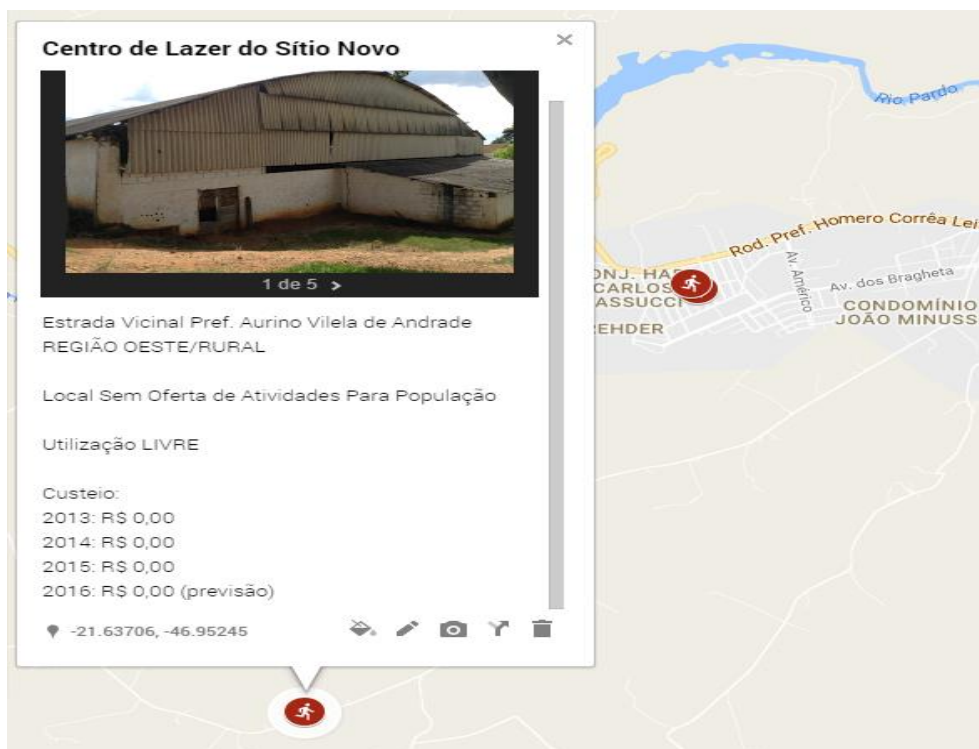 Centro de Lazer do Sítio Novo
1 de 5
Estrada Vicinal Pref. Aurino Vilela de Andrade
REGIÃO OESTE/RURAL
Local Sem Oferta de Atividades Para População
Utilização LIVRE
Custeio:
2013: R$ 0,00
2014: R$ 0,00
2015: R$ 0,00
2016: R$ 0,00 (previsão)
-21.63706, -46.95245
Rio Pardo
Rod. Pref. Homero Corrêa Lei
Av. Américo
Av. dos Bragheta
ONJ. HA
CARLOS
ASSUCCI
EHDER
CONDOMÍNIO
JOÃO MINUSS